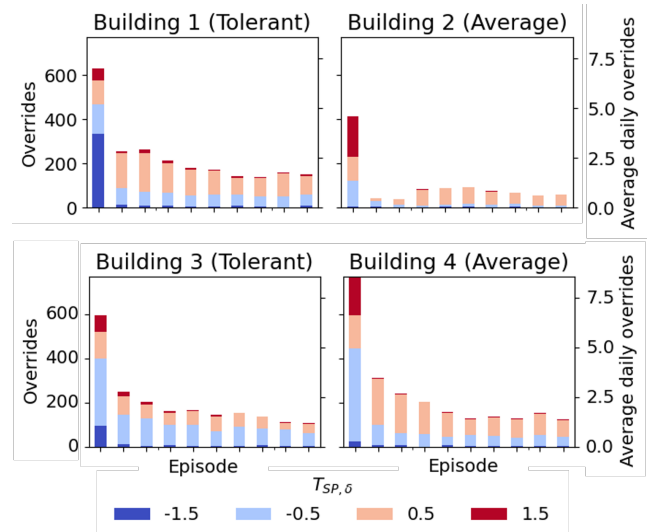 Building 1 (Tolerant)
Building 2 (Average)
Overrides
600
400
200
0
7.5
5.0
2.5
0.0
Average daily overrides
Building 3 (Tolerant)
Building 4 (Average)
Overrides
600
400
200
0
7.5
5.0
2.5
0.0
Average daily overrides
Episode
Episode
T_{SP,δ}
-1.5 -0.5 0.5 1.5